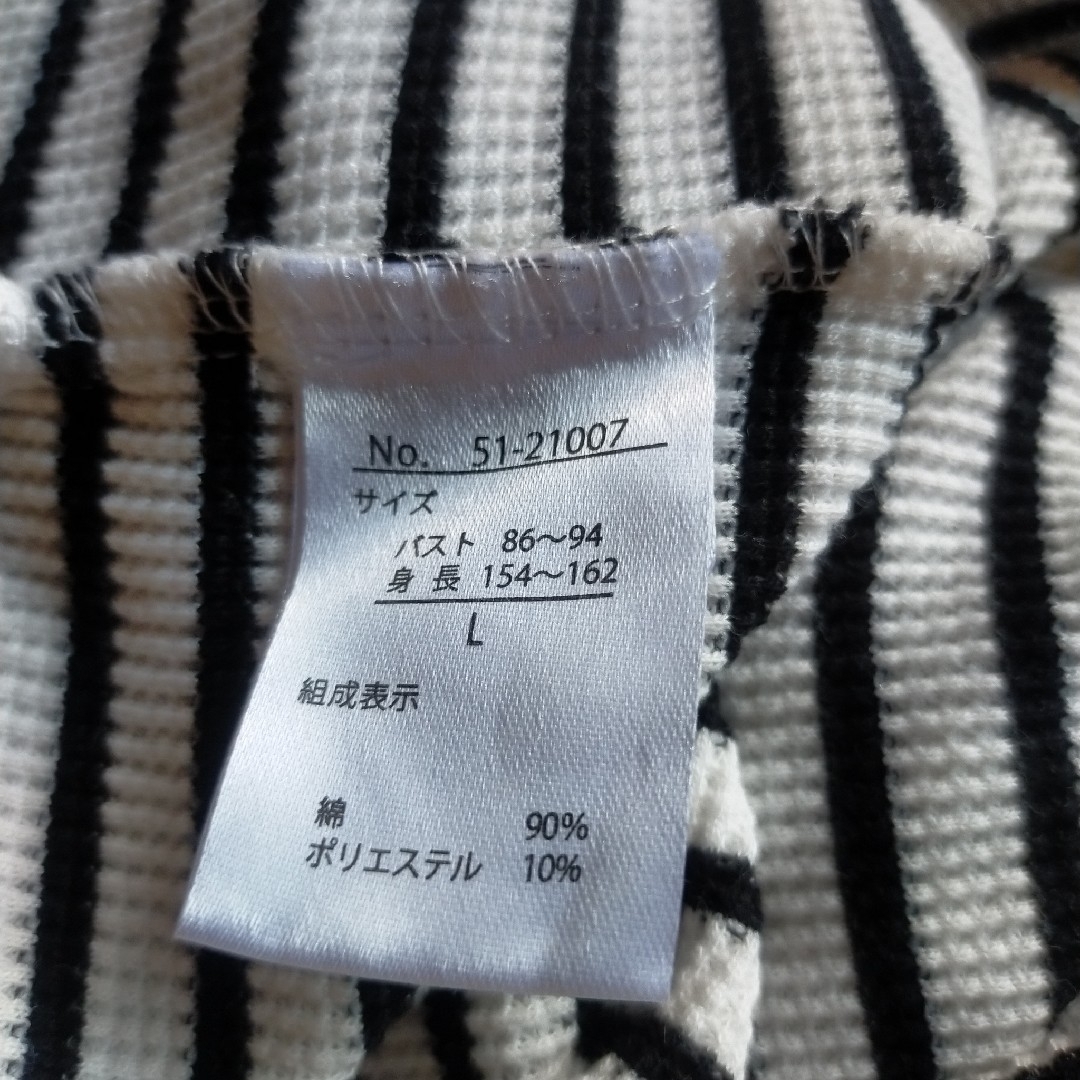 No. 51-21007
サイズ
バスト 86～94
身長 154～162
L
組成表示
綿 90%
ポリエステル 10%